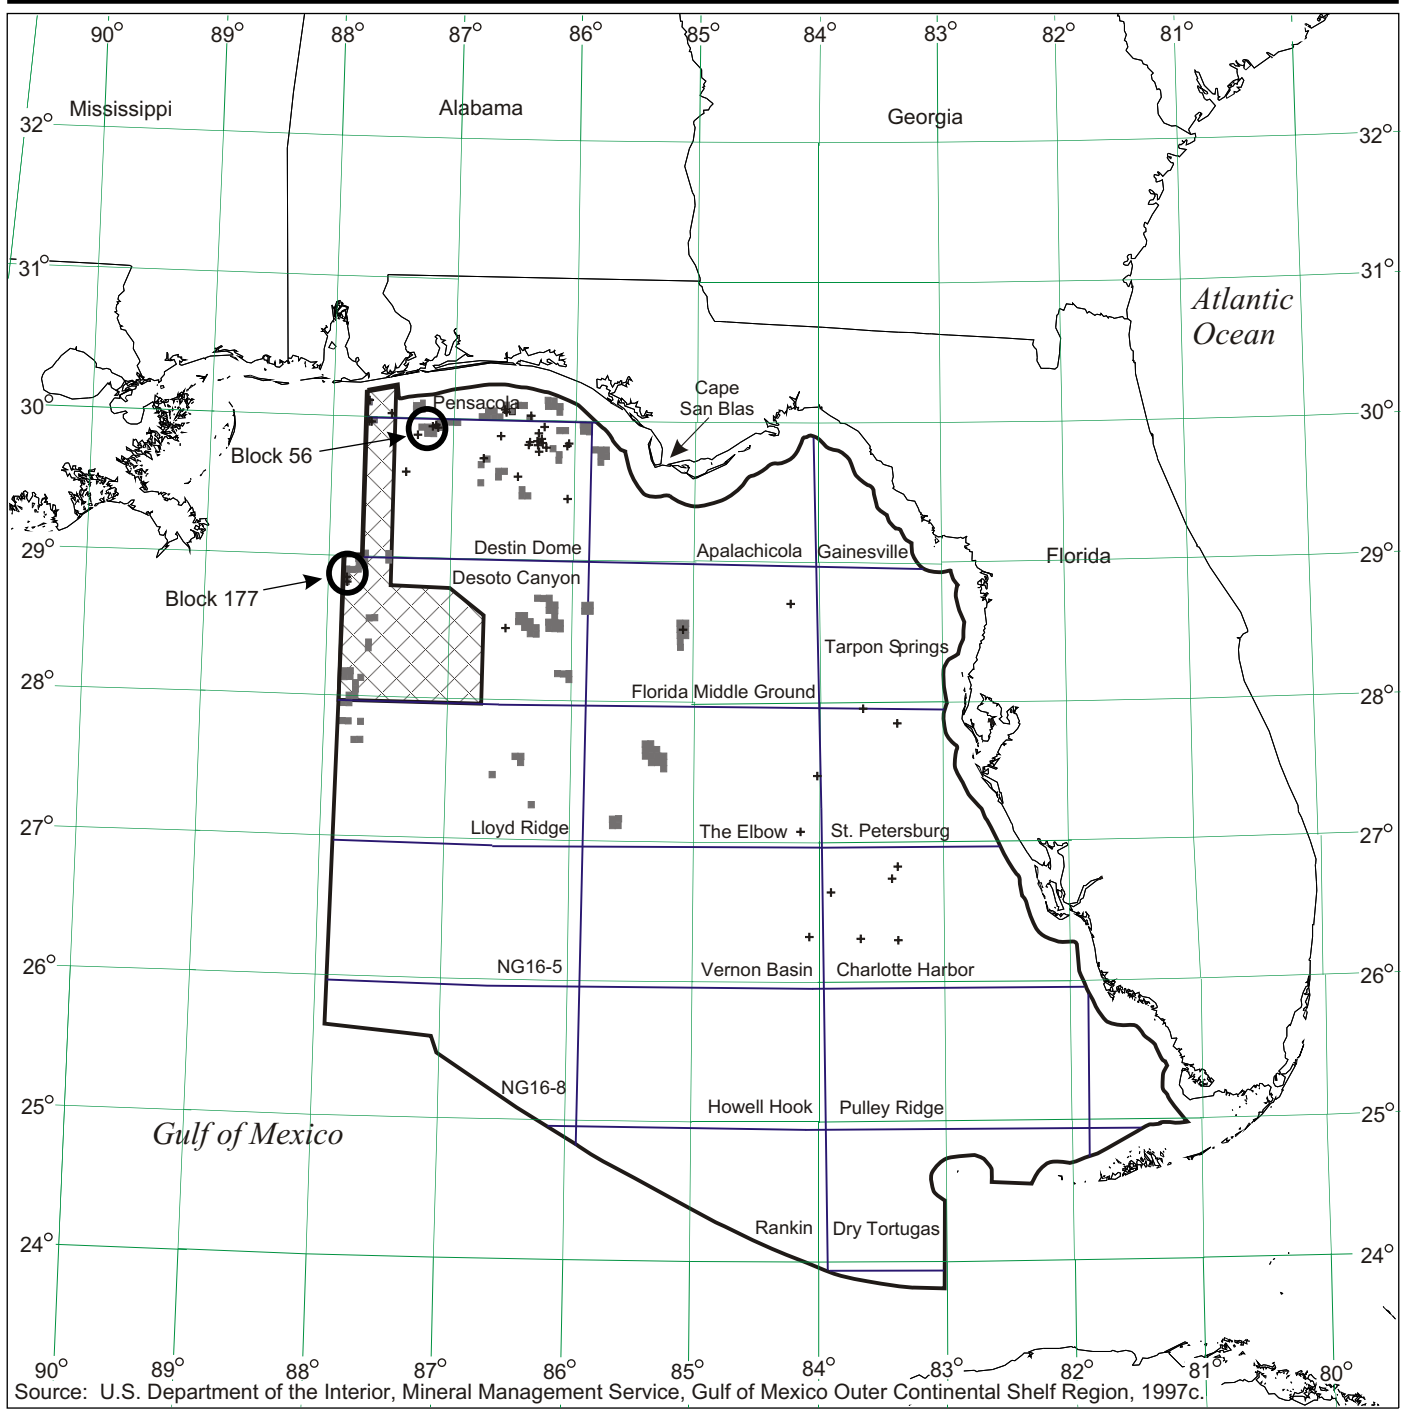 90° 89° 88° 87° 86° 85° 84° 83° 82° 81°
Mississippi
Alabama
Georgia
32°
32°
31°
31°
Atlantic
Ocean
Cape
San Blas
30°
Pensacola
30°
Block 56
29°
Destin Dome
Apalachicola
Gainesville
Florida
29°
Desoto Canyon
Block 177
Tarpon Springs
28°
Florida Middle Ground
28°
27°
Lloyd Ridge
The Elbow
St. Petersburg
27°
26°
NG16-5
Vernon Basin
Charlotte Harbor
26°
NG16-8
25°
Howell Hook
Pulley Ridge
25°
Gulf of Mexico
Rankin
Dry Tortugas
24°
24°
90° 89° 88° 87° 86° 85° 84° 83° 82° 81° 80°
Source: U.S. Department of the Interior, Mineral Management Service, Gulf of Mexico Outer Continental Shelf Region, 1997c.